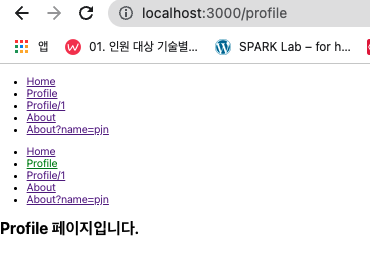 localhost:3000/profile
앱
01. 인원 대상 기술별...
SPARK Lab – for h...
Home
Profile
Profile/1
About
About?name=pjn
Home
Profile
Profile/1
About
About?name=pjn
Profile 페이지입니다.